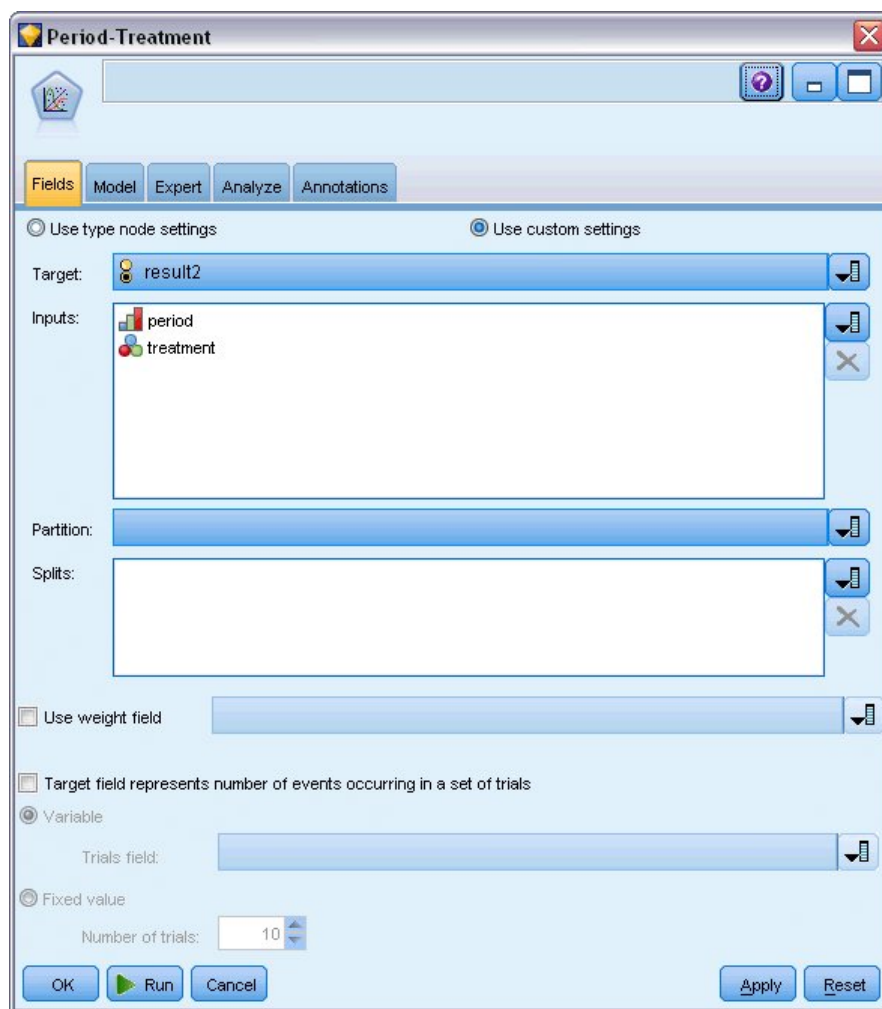 Period-Treatment
Fields Model Expert Analyze Annotations
Use type node settings Use custom settings
Target: result2
Inputs: period
treatment
Partition:
Splits:
Use weight field
Target field represents number of events occurring in a set of trials
Variable
Trials field:
Fixed value
Number of trials: 10
OK Run Cancel Apply Reset